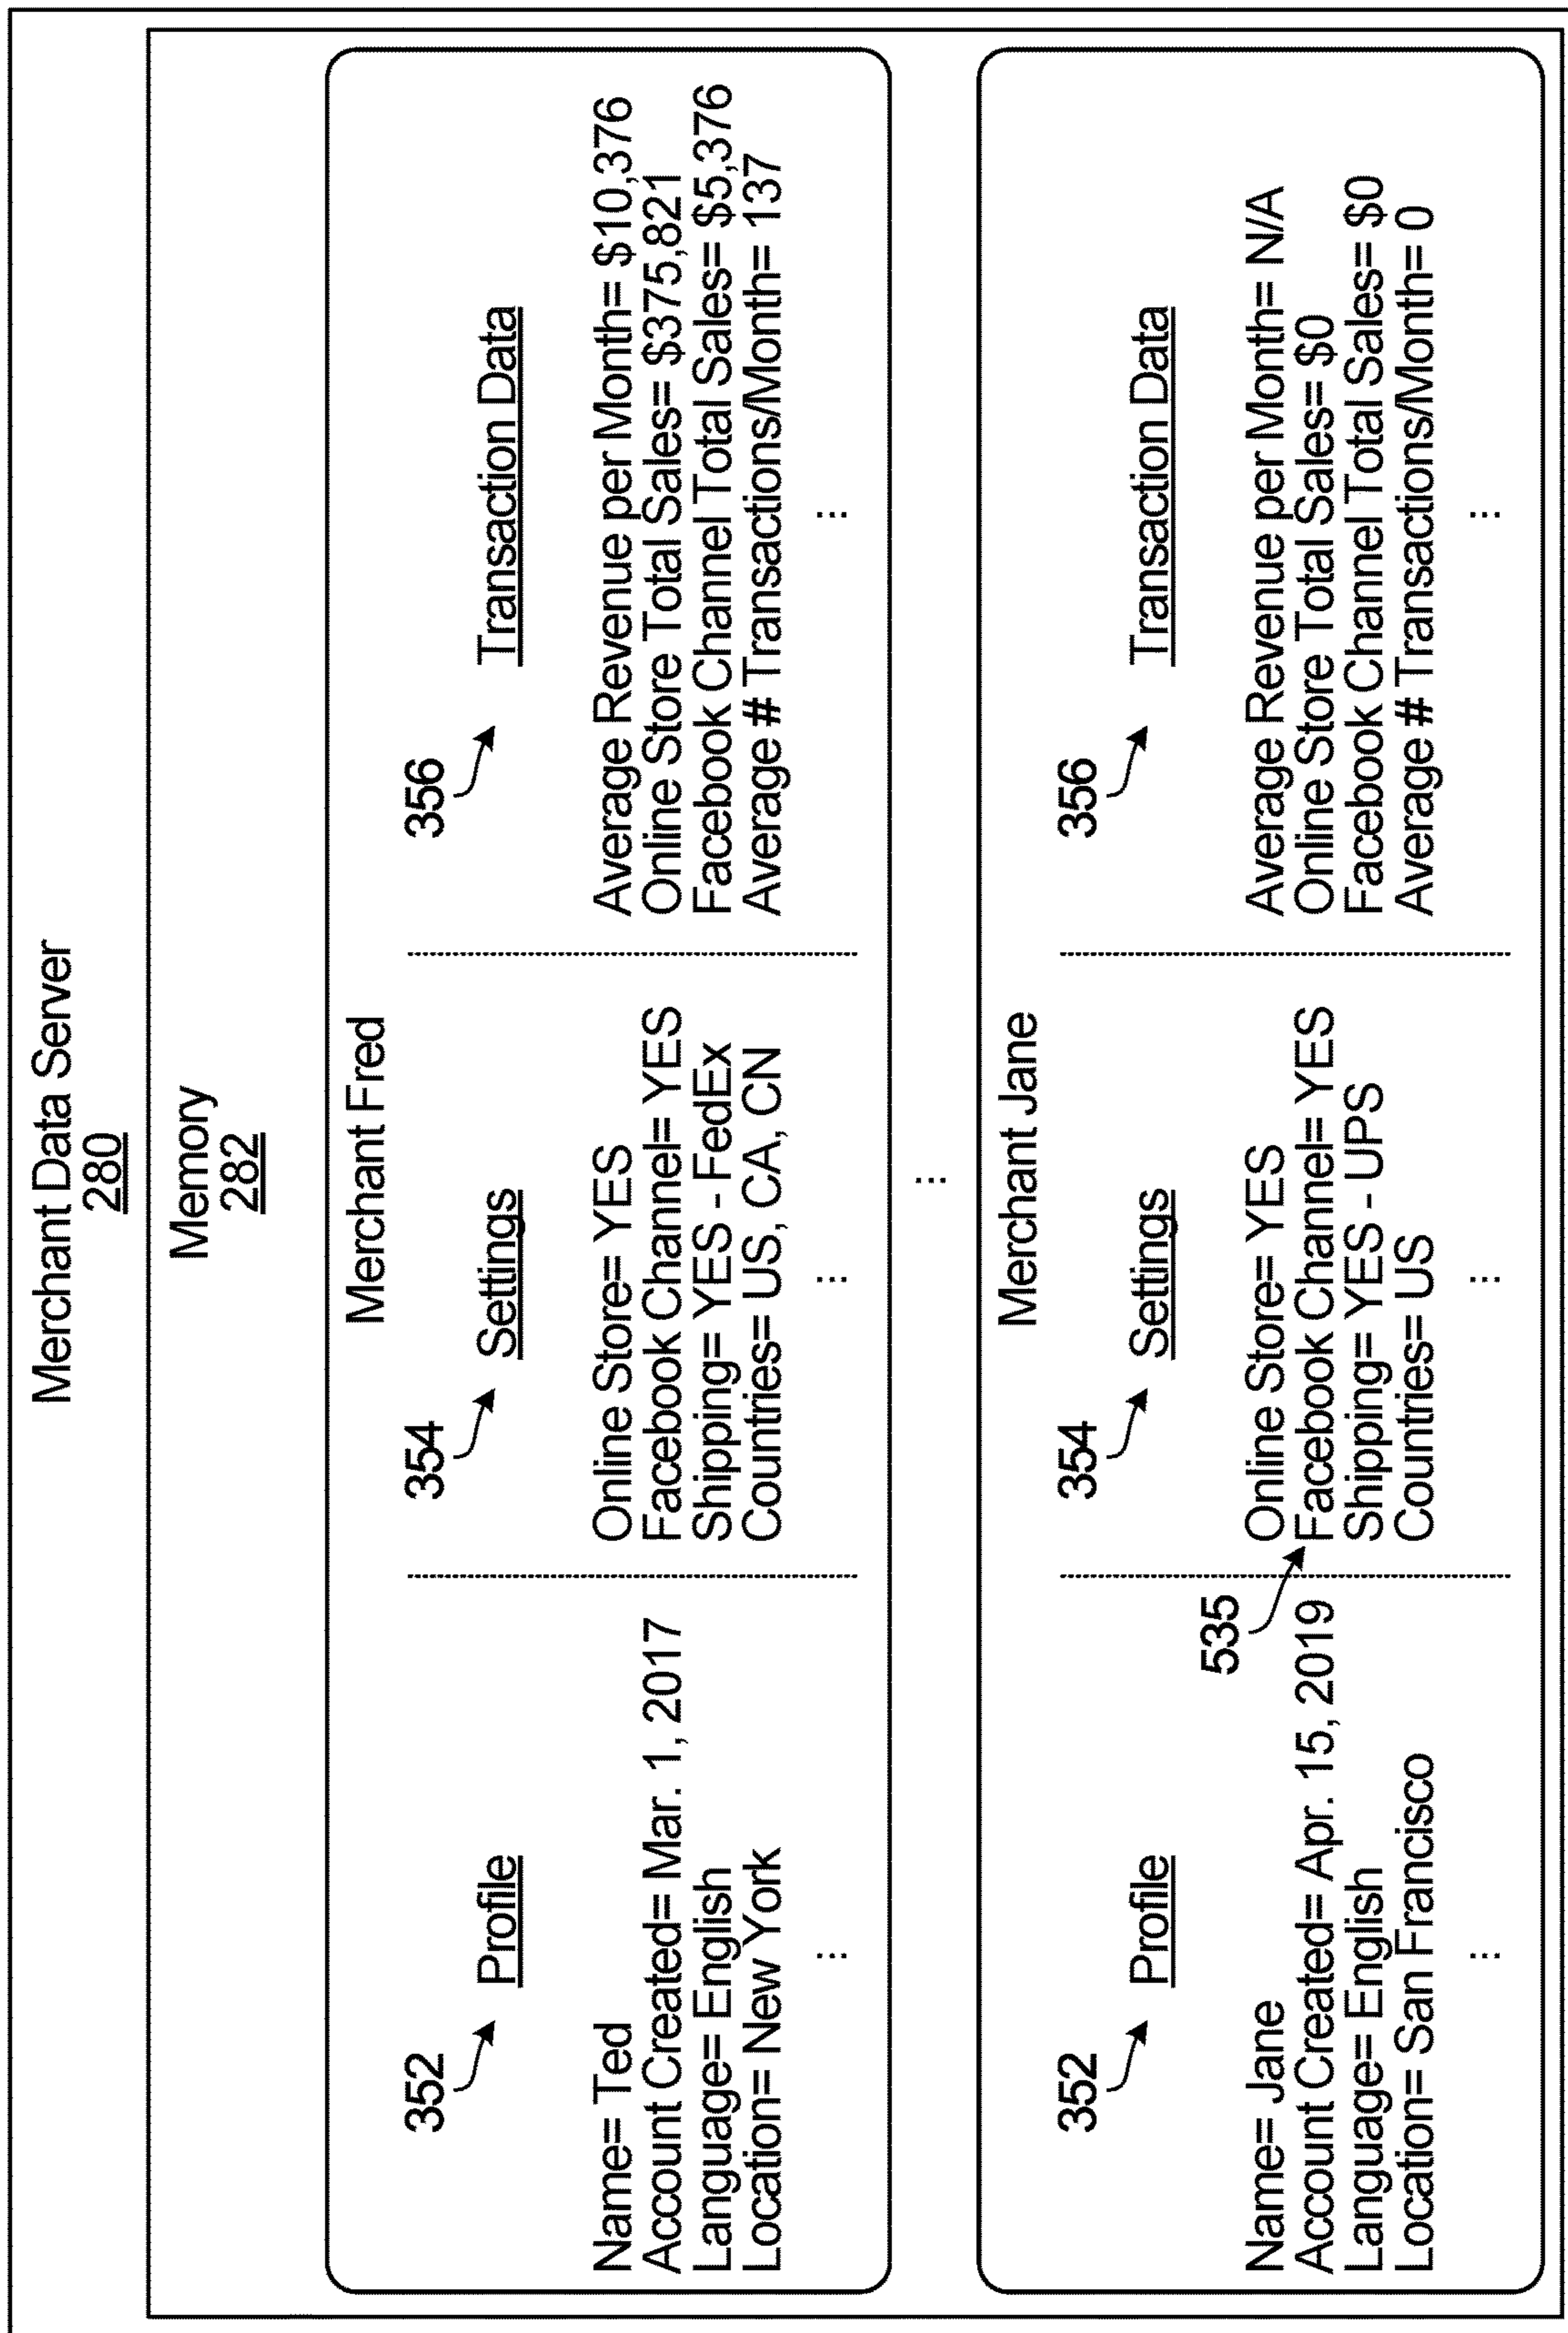 Merchant Data Server
280
Memory
282
Merchant Fred
352
Profile
Name= Ted
Account Created= Mar. 1, 2017
Language= English
Location= New York
...
354
Settings
Online Store= YES
Facebook Channel= YES
Shipping= YES - FedEx
Countries= US, CA, CN
...
356
Transaction Data
Average Revenue per Month= $10,376
Online Store Total Sales= $375,821
Facebook Channel Total Sales= $5,376
Average # Transactions/Month= 137
...
...
Merchant Jane
352
Profile
Name= Jane
Account Created= Apr. 15, 2019
Language= English
Location= San Francisco
...
354
Settings
535
Online Store= YES
Facebook Channel= YES
Shipping= YES - UPS
Countries= US
...
356
Transaction Data
Average Revenue per Month= N/A
Online Store Total Sales= $0
Facebook Channel Total Sales= $0
Average # Transactions/Month= 0
...